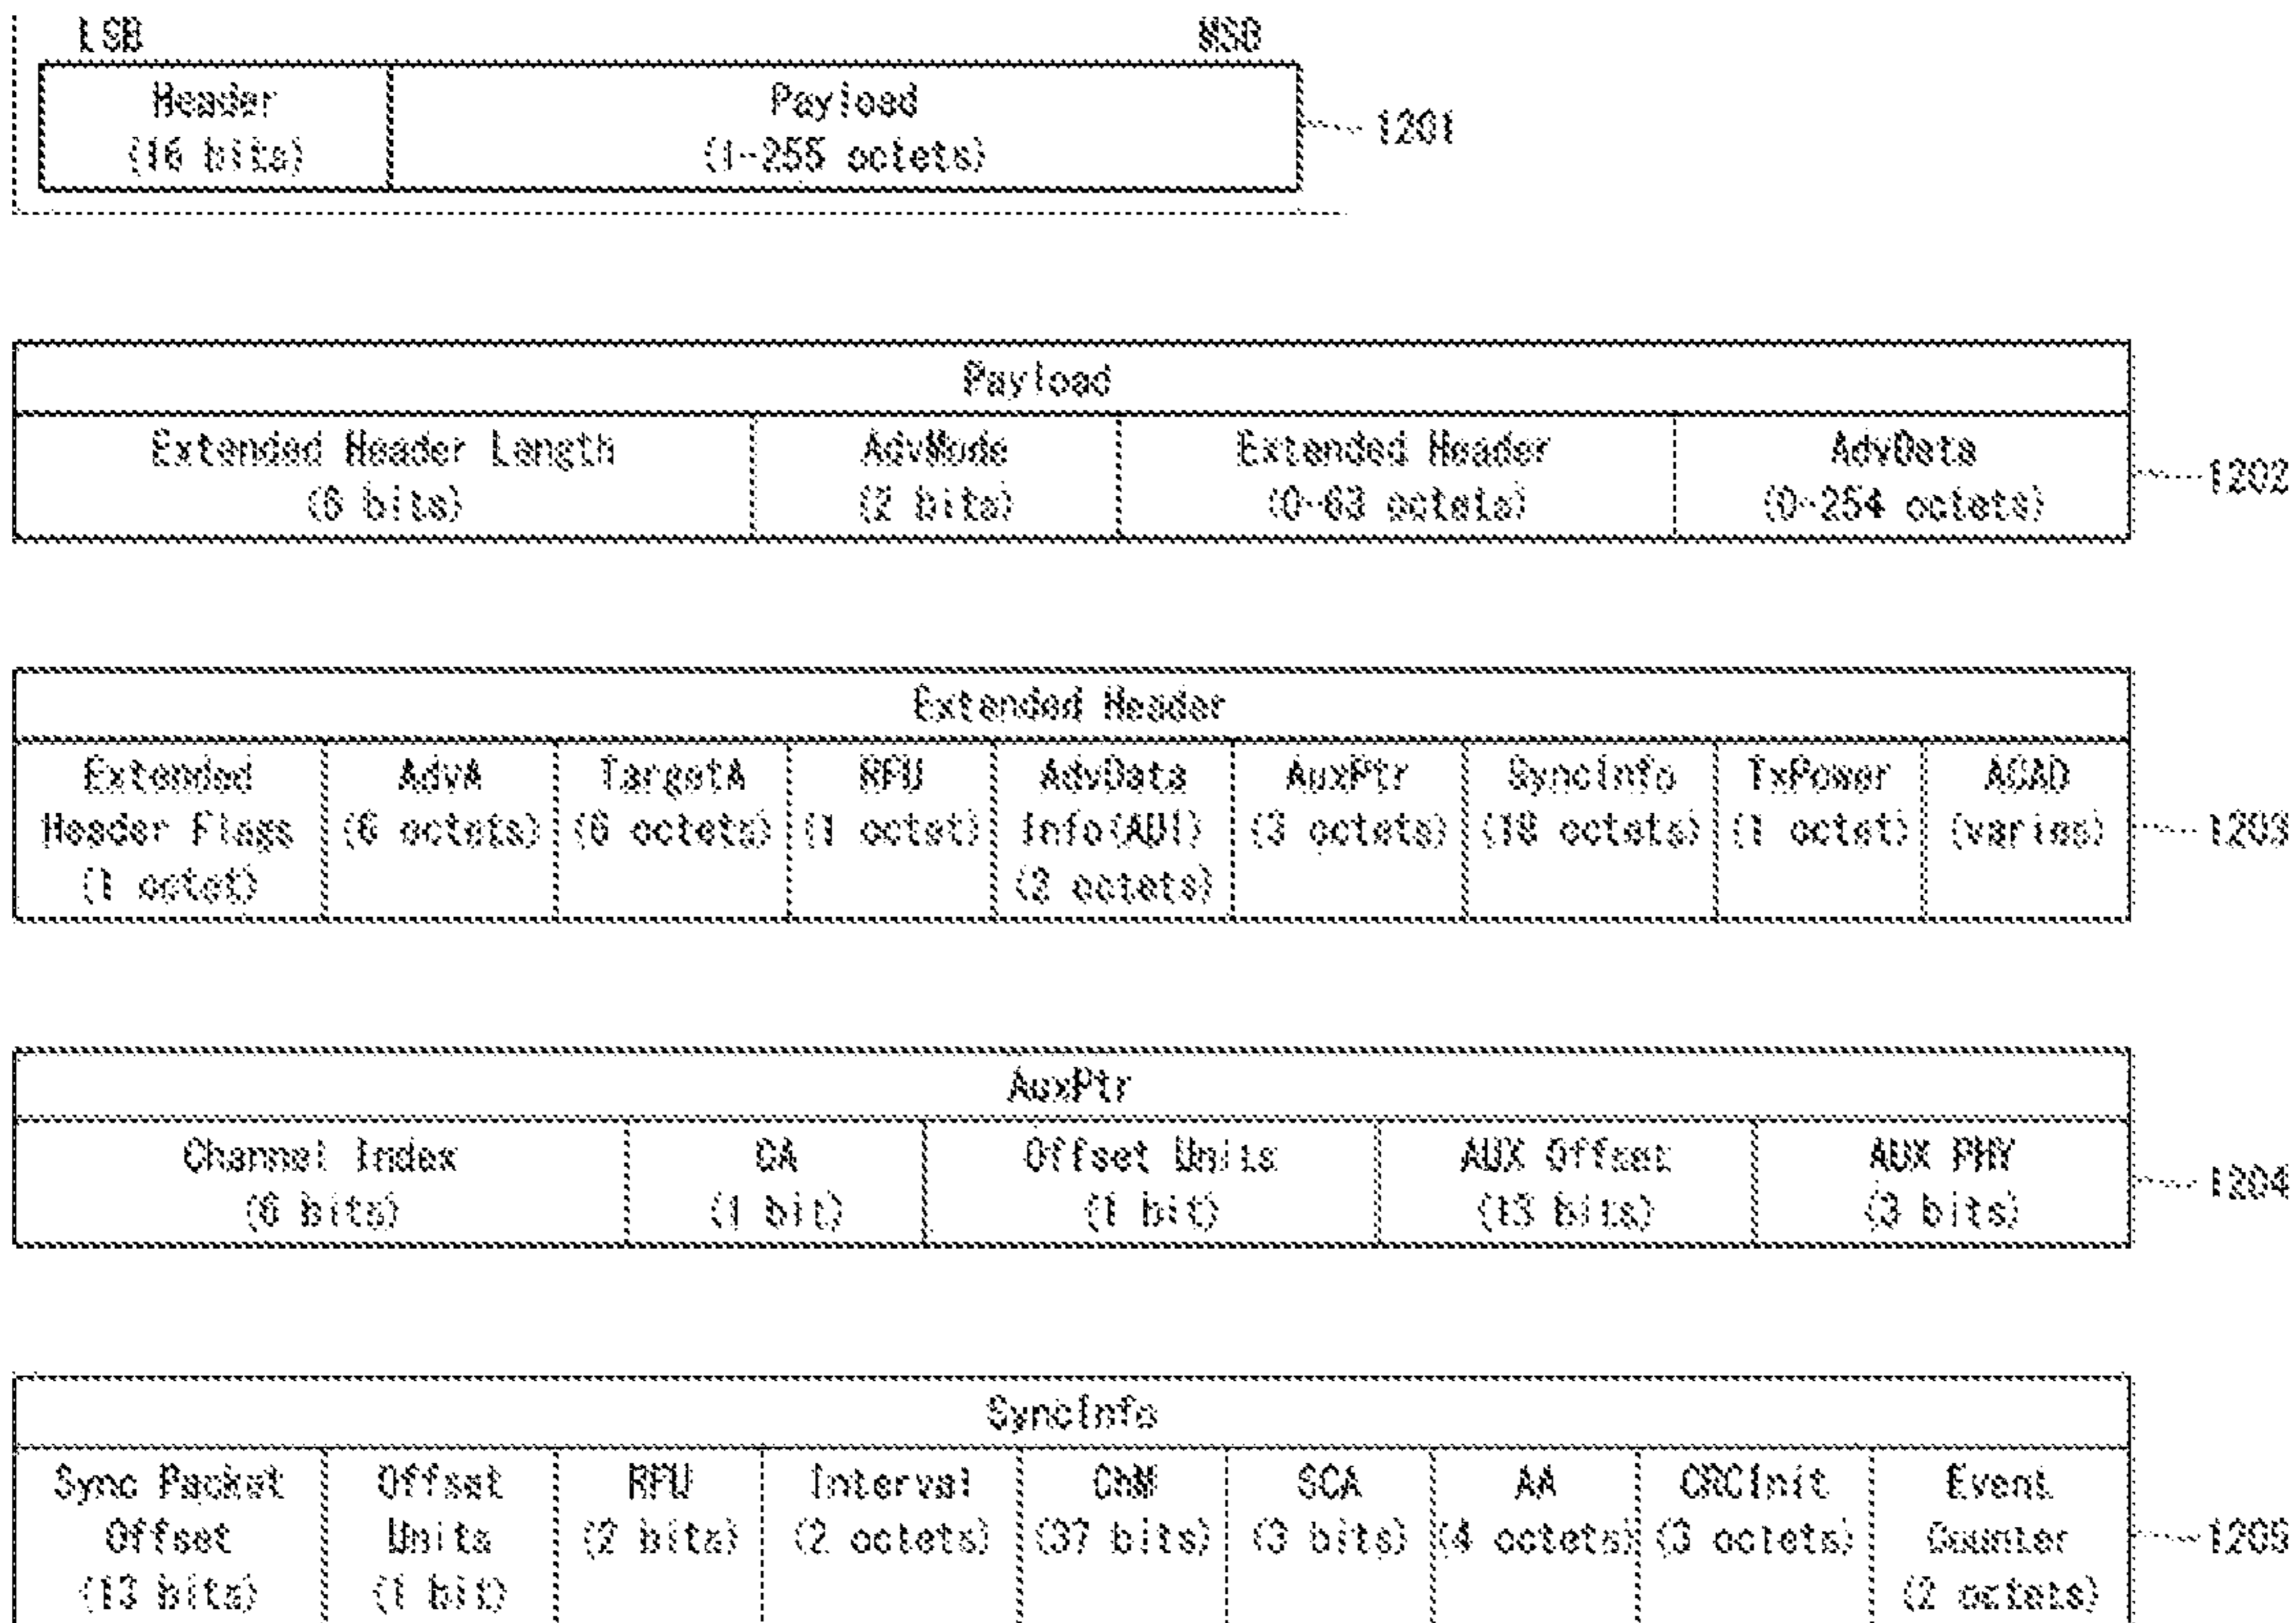 LSB MSB
Header
(16 bits)
Payload
(1~255 octets)
1201
Payload
Extended Header Length
(6 bits)
AdvMode
(2 bits)
Extended Header
(0~63 octets)
AdvData
(0~254 octets)
1202
Extended Header
Extended
Header Flags
(1 octet)
AdvA
(6 octets)
TargetA
(6 octets)
RFU
(1 octet)
AdvData
Info(ADI)
(2 octets)
AuxPtr
(3 octets)
SyncInfo
(18 octets)
TxPower
(1 octet)
ACAD
(varies)
1203
AuxPtr
Channel Index
(6 bits)
CA
(1 bit)
Offset Units
(1 bit)
AUX Offset
(13 bits)
AUX PHY
(3 bits)
1204
SyncInfo
Sync Packet
Offset
(13 bits)
Offset
Units
(1 bit)
RFU
(2 bits)
Interval
(2 octets)
ChM
(37 bits)
SCA
(3 bits)
AA
(4 octets)
CRCInit
(3 octets)
Event
Counter
(2 octets)
1205